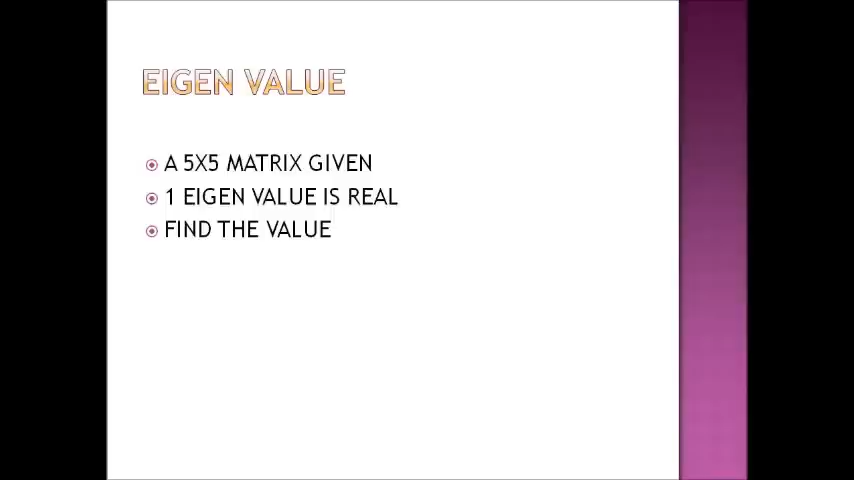 EIGEN VALUE
A 5X5 MATRIX GIVEN
1 EIGEN VALUE IS REAL
FIND THE VALUE